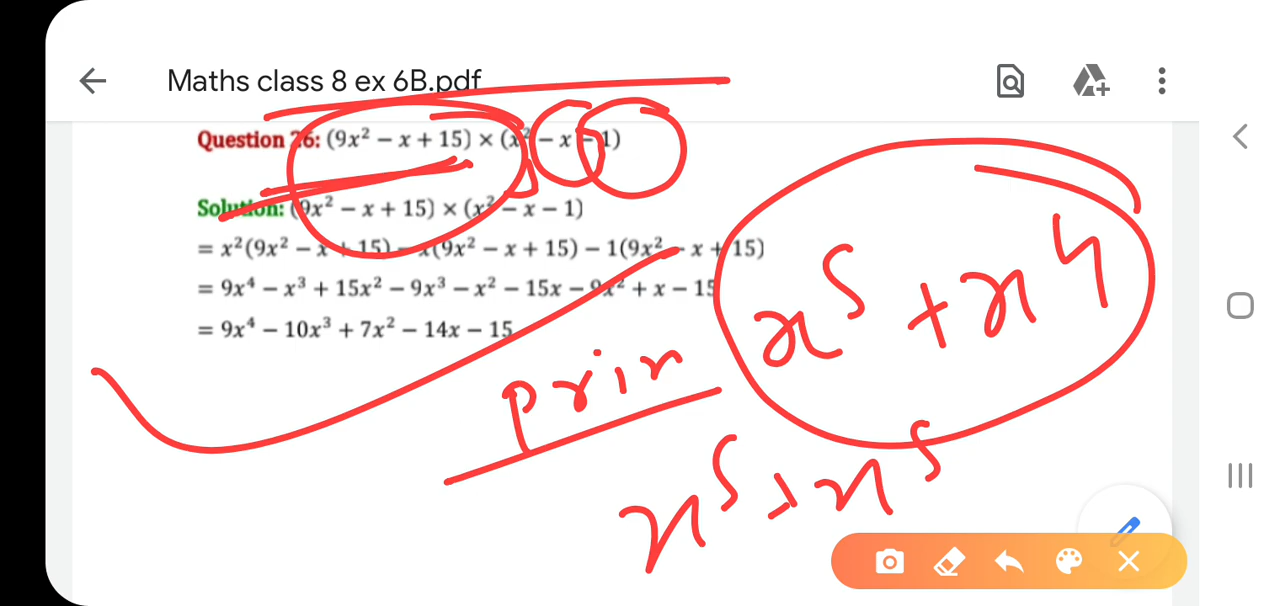 Maths class 8 ex 6B.pdf
Question 26: (9x² − x + 15) × (x² − x − 1)
Solution: (9x² − x + 15) × (x² − x − 1)
= x²(9x² − x + 15) − x(9x² − x + 15) − 1(9x² − x + 15)
= 9x⁴ − x³ + 15x² − 9x³ − x² − 15x − 9x² + x − 15
= 9x⁴ − 10x³ + 7x² − 14x − 15
x⁵ + x⁴
x⁵ + x⁵